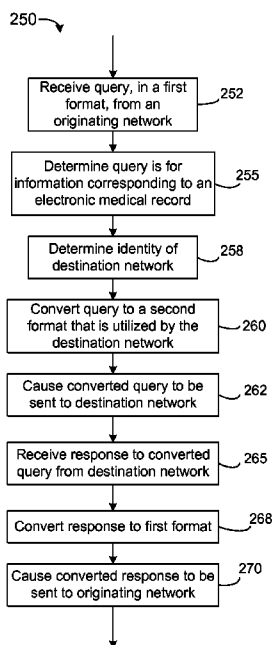 250
Receive query, in a first
format, from an
originating network
252
Determine query is for
information corresponding to an
electronic medical record
255
Determine identity of
destination network
258
Convert query to a second
format that is utilized by the
destination network
260
Cause converted query to be
sent to destination network
262
Receive response to converted
query from destination network
265
Convert response to first format
268
Cause converted response to be
sent to originating network
270